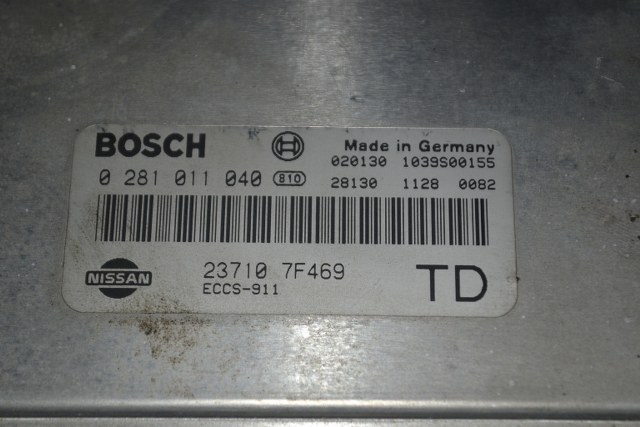 BOSCH
Made in Germany
020130 1039S00155
0 281 011 040 810
28130 1128 0082
NISSAN
23710 7F469
ECCS-911
TD